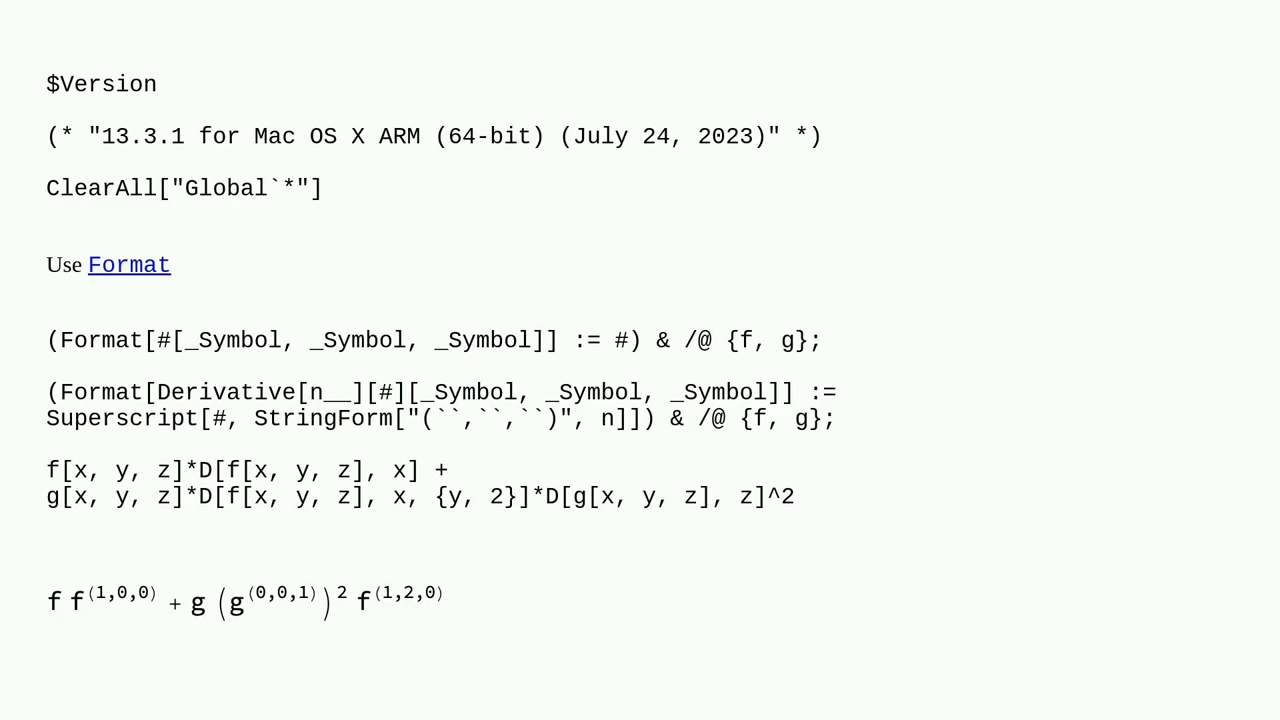 $Version
(* "13.3.1 for Mac OS X ARM (64-bit) (July 24, 2023)" *)
ClearAll["Global`*"]
Use Format
(Format[#[_Symbol, _Symbol, _Symbol]] := #) & /@ {f, g};
(Format[Derivative[n__][#][_Symbol, _Symbol, _Symbol]] :=
Superscript[#, StringForm["(``,``,``)", n]]) & /@ {f, g};
f[x, y, z]*D[f[x, y, z], x] +
g[x, y, z]*D[f[x, y, z], x, {y, 2}]*D[g[x, y, z], z]^2
f f^(1,0,0) + g (g^(0,0,1))^2 f^(1,2,0)